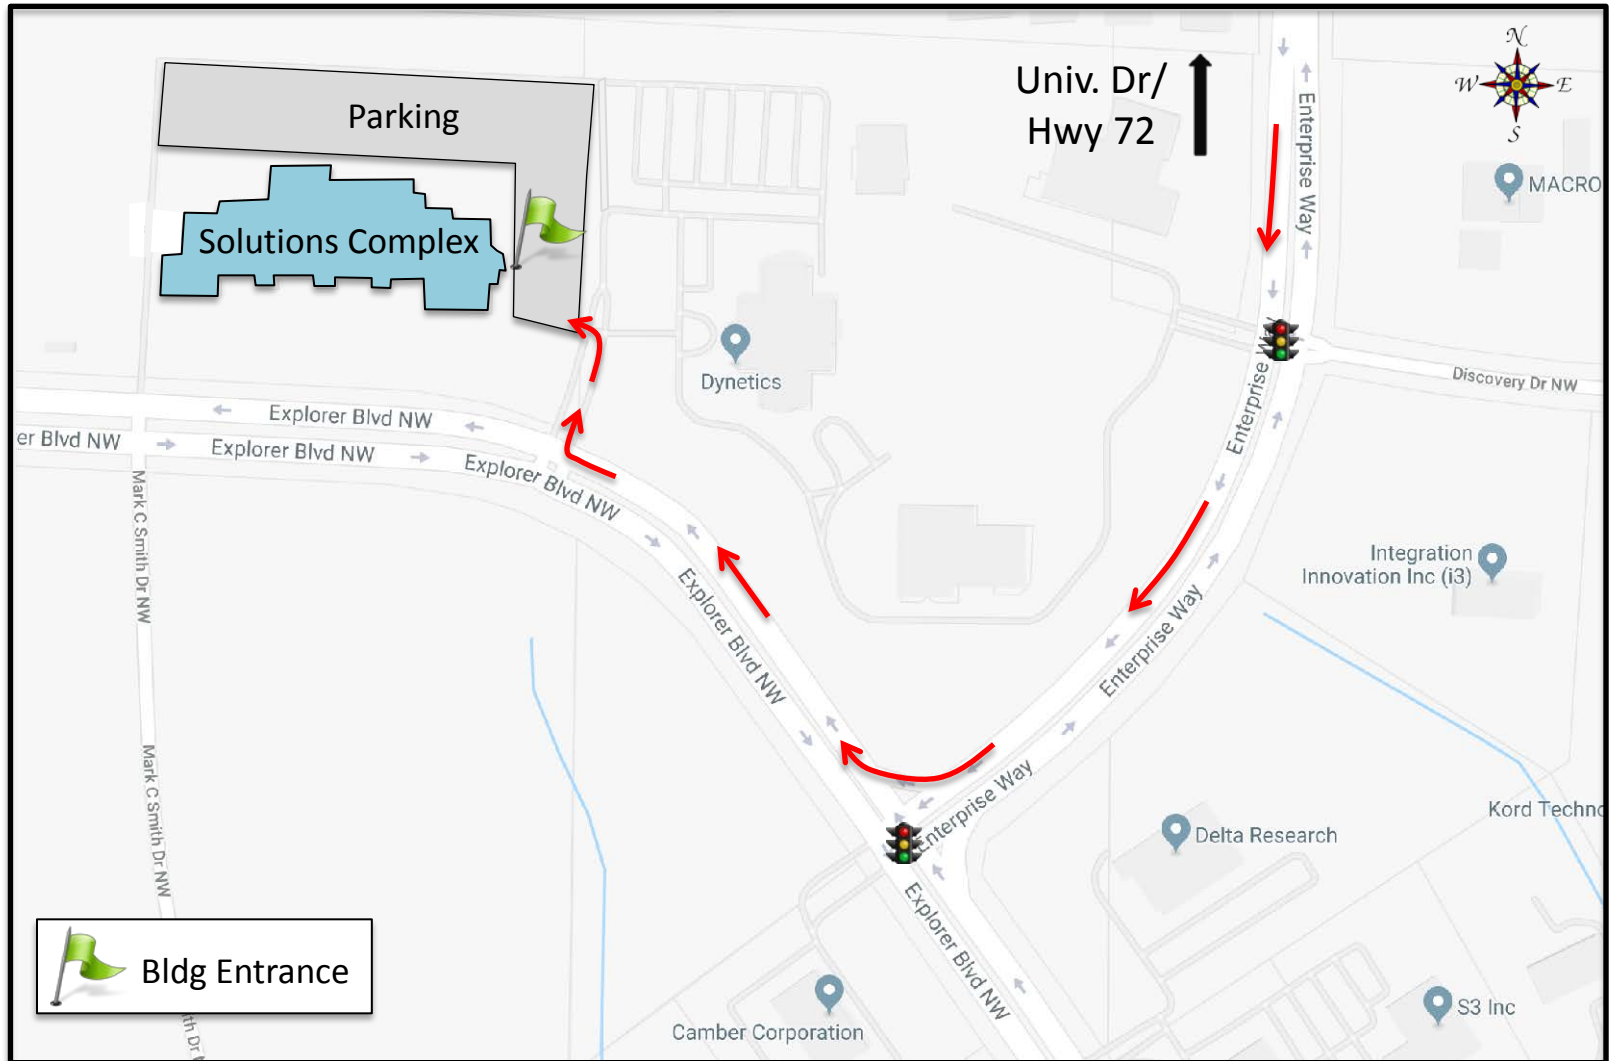 N
W
E
S
Univ. Dr/
Hwy 72
Parking
Enterprise Way
MACRO
Solutions Complex
Dynetics
Discovery Dr NW
Enterprise W
Explorer Blvd NW
er Blvd NW
Explorer Blvd NW
Explorer Blvd NW
Mark C Smith Dr NW
Integration
Innovation Inc (i3)
Explorer Blvd NW
Enterprise Way
Mark C Smith Dr NW
Enterprise Way
Kord Techno
Delta Research
Explorer Blvd NW
Bldg Entrance
S3 Inc
Camber Corporation
th Dr